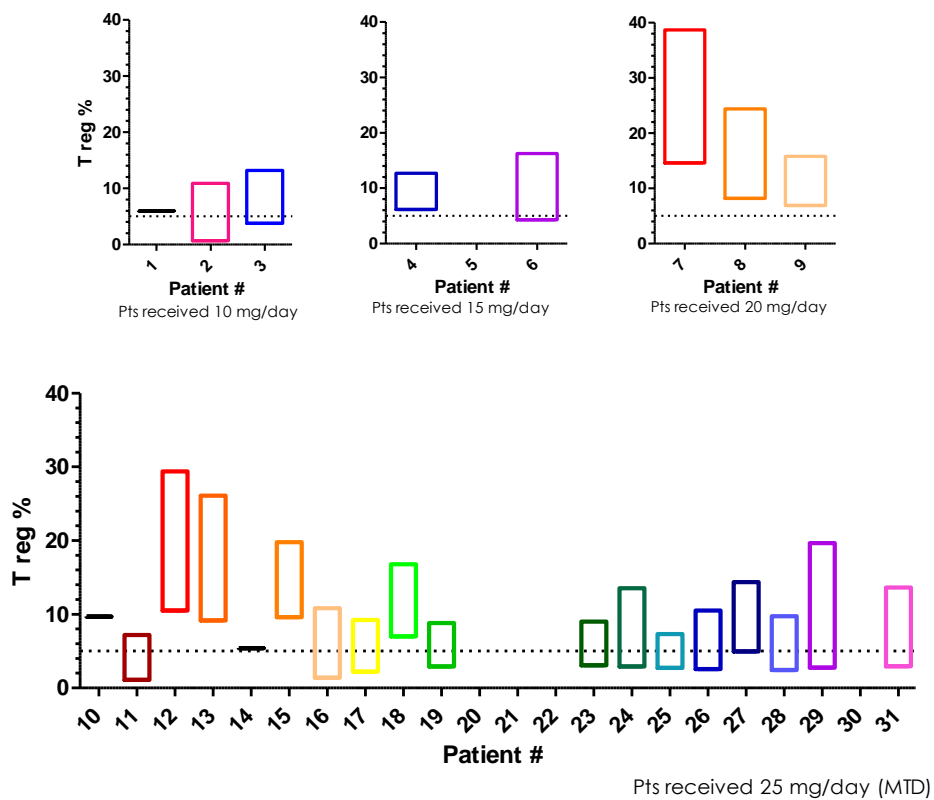 40
30
20
10
0
T reg %
1 2 3
Patient #
Pts received 10 mg/day
40
30
20
10
0
4 5 6
Patient #
Pts received 15 mg/day
40
30
20
10
0
7 8 9
Patient #
Pts received 20 mg/day
40
30
20
10
0
T reg %
10 11 12 13 14 15 16 17 18 19 20 21 22 23 24 25 26 27 28 29 30 31
Patient #
Pts received 25 mg/day (MTD)